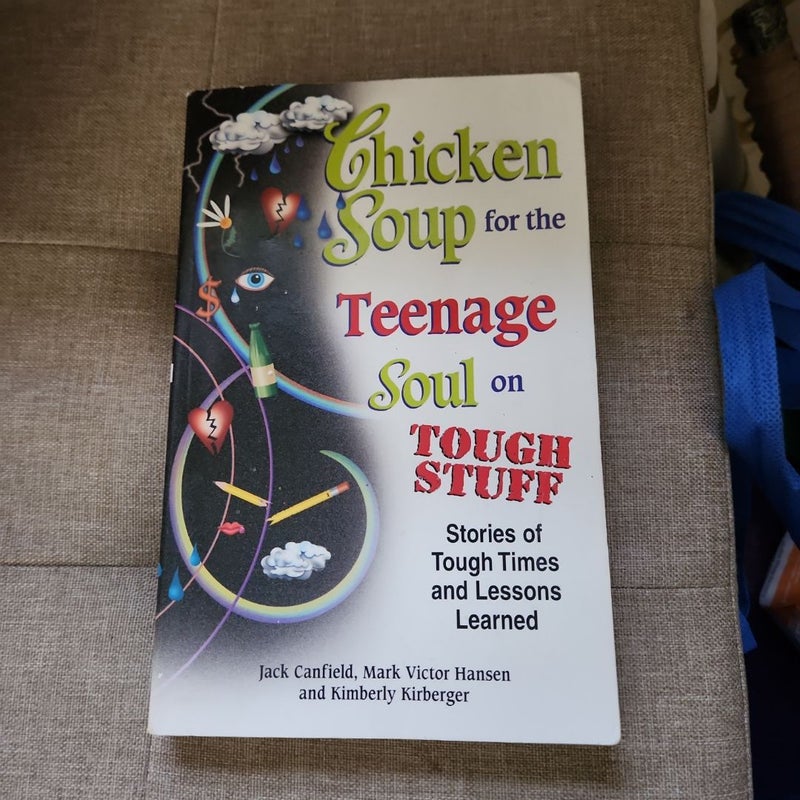 Chicken
Soup for the
Teenage
Soul on
TOUGH
STUFF
Stories of
Tough Times
and Lessons
Learned
Jack Canfield, Mark Victor Hansen
and Kimberly Kirberger